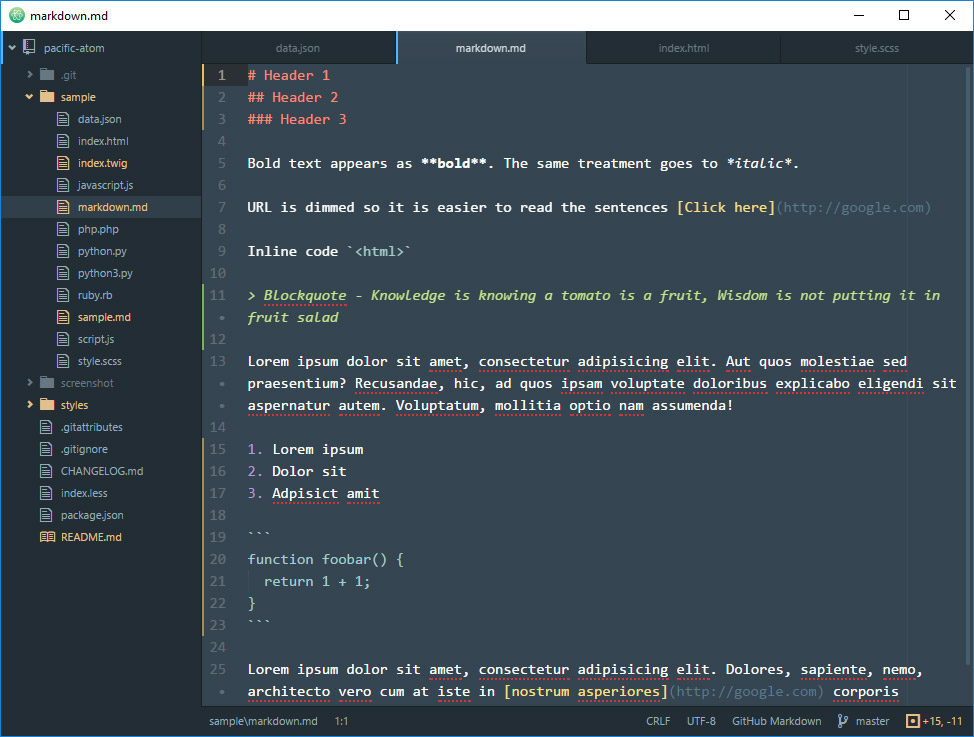 markdown.md
pacific-atom
.git
sample
data.json
index.html
index.twig
javascript.js
markdown.md
php.php
python.py
python3.py
ruby.rb
sample.md
script.js
style.scss
screenshot
styles
.gitattributes
.gitignore
CHANGELOG.md
index.less
package.json
README.md
data.json markdown.md index.html style.scss
1 # Header 1
2 ## Header 2
3 ### Header 3
4
5 Bold text appears as **bold**. The same treatment goes to *italic*.
6
7 URL is dimmed so it is easier to read the sentences [Click here](http://google.com)
8
9 Inline code `<html>`
10
11 > Blockquote - Knowledge is knowing a tomato is a fruit, Wisdom is not putting it in
• fruit salad
12
13 Lorem ipsum dolor sit amet, consectetur adipisicing elit. Aut quos molestiae sed
• praesentium? Recusandae, hic, ad quos ipsam voluptate doloribus explicabo eligendi sit
• aspernatur autem. Voluptatum, mollitia optio nam assumenda!
14
15 1. Lorem ipsum
16 2. Dolor sit
17 3. Adpisict amit
18
19 ```
20 function foobar() {
21 return 1 + 1;
22 }
23 ```
24
25 Lorem ipsum dolor sit amet, consectetur adipisicing elit. Dolores, sapiente, nemo,
• architecto vero cum at iste in [nostrum asperiores](http://google.com) corporis
sample\markdown.md 1:1 CRLF UTF-8 GitHub Markdown master +15, -11